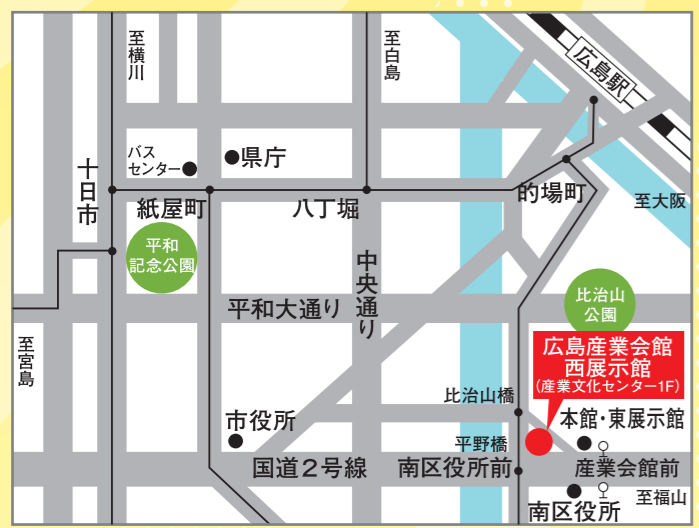 至横川
至白島
広島駅
バス
センター
県庁
十日市
紙屋町
八丁堀
的場町
至大阪
平和
記念公園
中央通り
平和大通り
比治山
公園
至宮島
広島産業会館
西展示館
(産業文化センター1F)
比治山橋
本館・東展示館
市役所
平野橋
国道2号線
南区役所前
産業会館前
至福山
南区役所